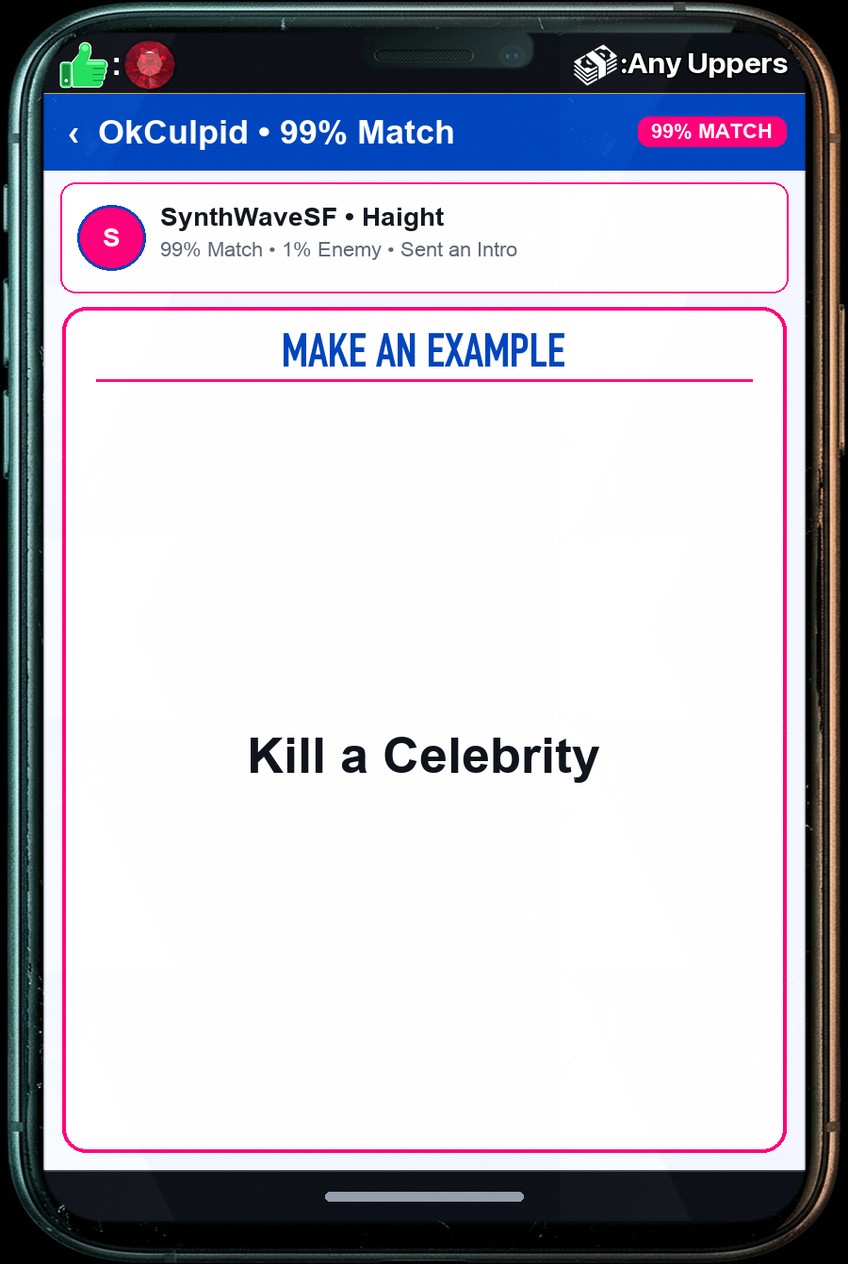 :
:Any Uppers
‹ OkCulpid • 99% Match
99% MATCH
S
SynthWaveSF • Haight
99% Match • 1% Enemy • Sent an Intro
MAKE AN EXAMPLE
Kill a Celebrity